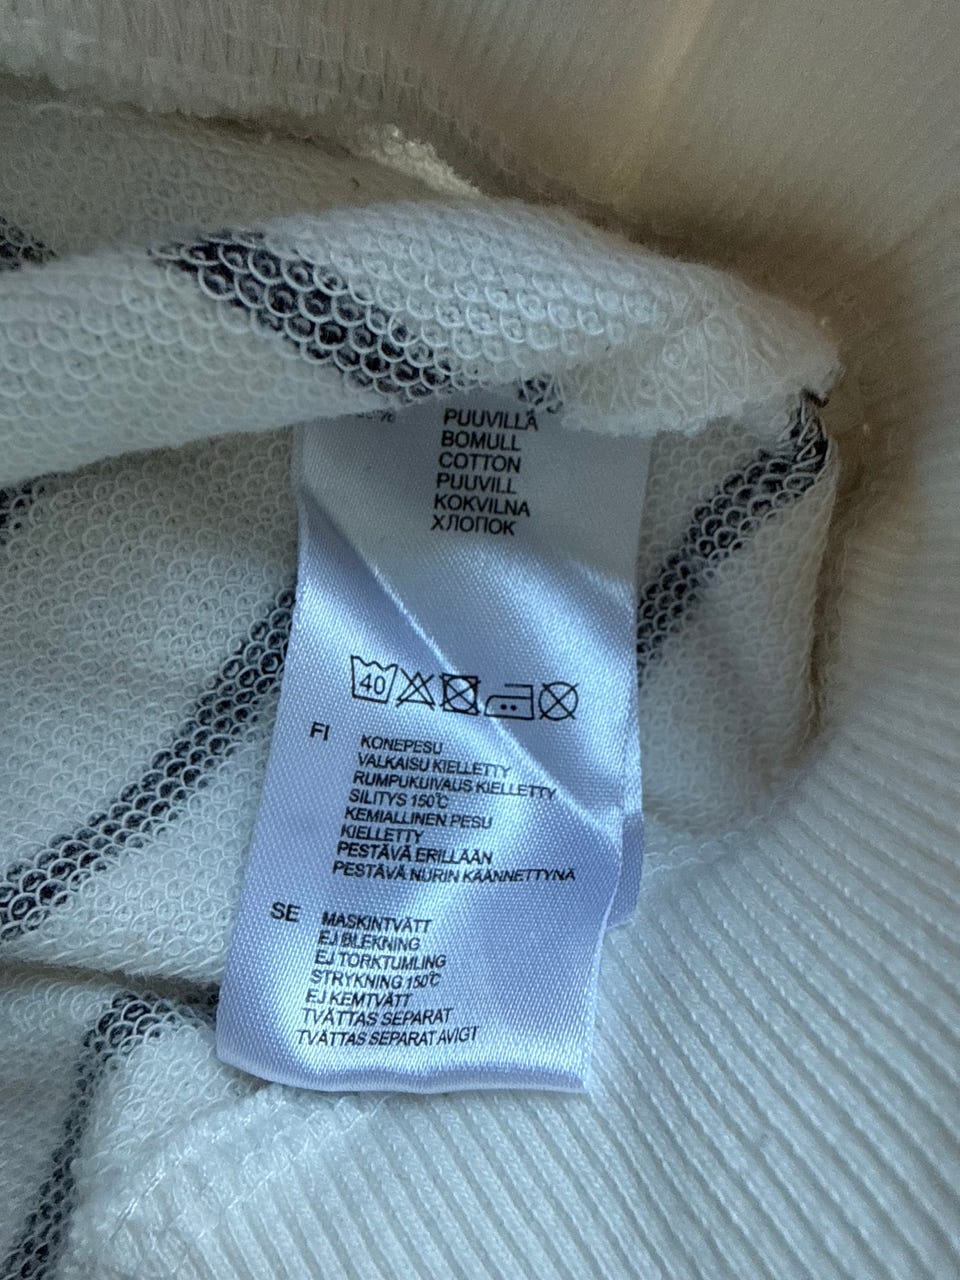 PUUVILLA
BOMULL
COTTON
PUUVILL
KOKVILNA
ХЛОПОК
40
FI
KONEPESU
VALKAISU KIELLETTY
RUMPUKUIVAUS KIELLETTY
SILITYS 150°C
KEMIALLINEN PESU
KIELLETTY
PESTÄVÄ ERILLÄÄN
PESTÄVÄ NURIN KÄÄNNETTYNÄ
SE
MASKINTVÄTT
EJ BLEKNING
EJ TORKTUMLING
STRYKNING 150°C
EJ KEMTVÄTT
TVÄTTAS SEPARAT
TVÄTTAS SEPARAT AVIGT